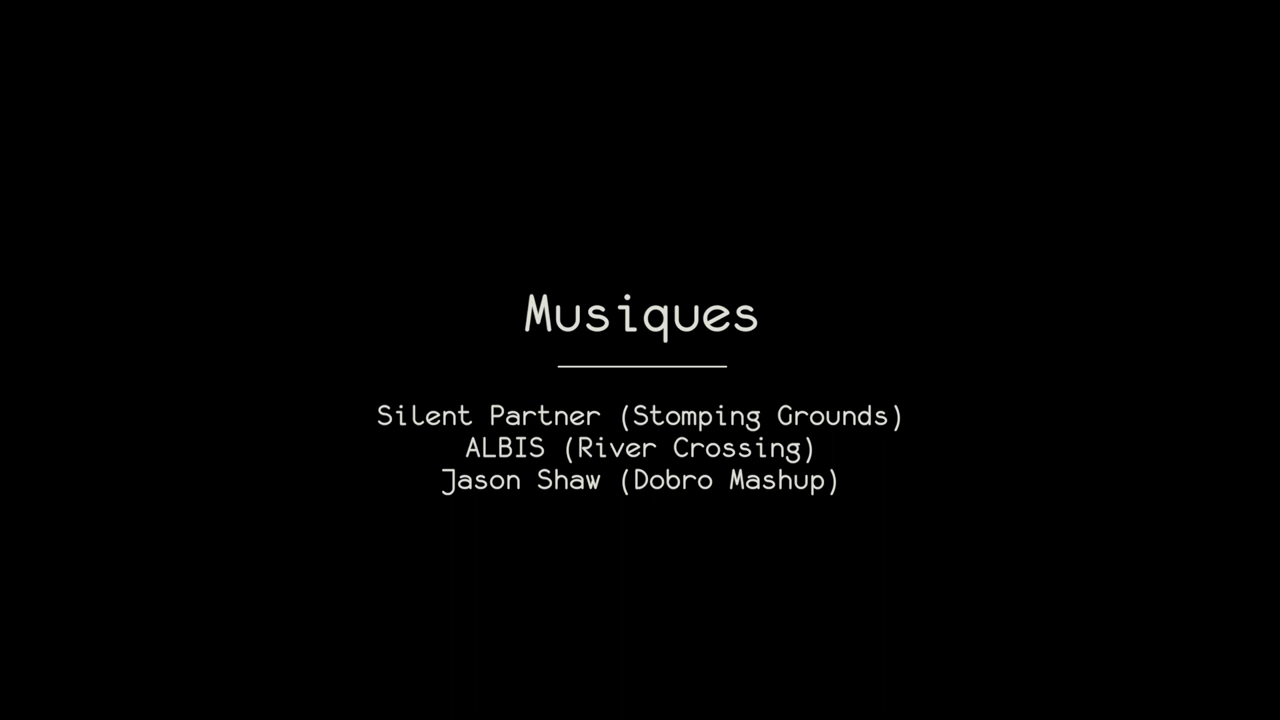 Musiques
Silent Partner (Stomping Grounds)
ALBIS (River Crossing)
Jason Shaw (Dobro Mashup)